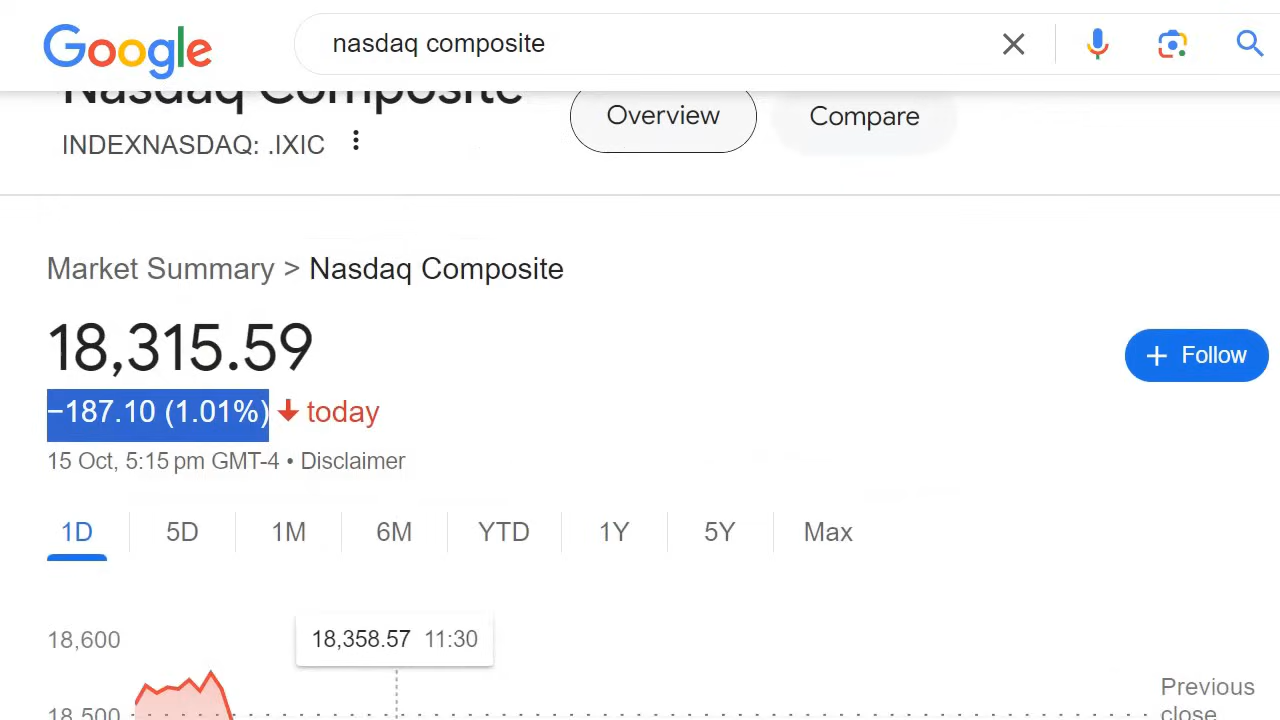 Google
nasdaq composite
Nasdaq Composite
INDEXNASDAQ: .IXIC
Overview
Compare
Market Summary > Nasdaq Composite
18,315.59
−187.10 (1.01%) today
+ Follow
15 Oct, 5:15 pm GMT-4 • Disclaimer
1D 5D 1M 6M YTD 1Y 5Y Max
18,600
18,358.57 11:30
Previous
close
18,500